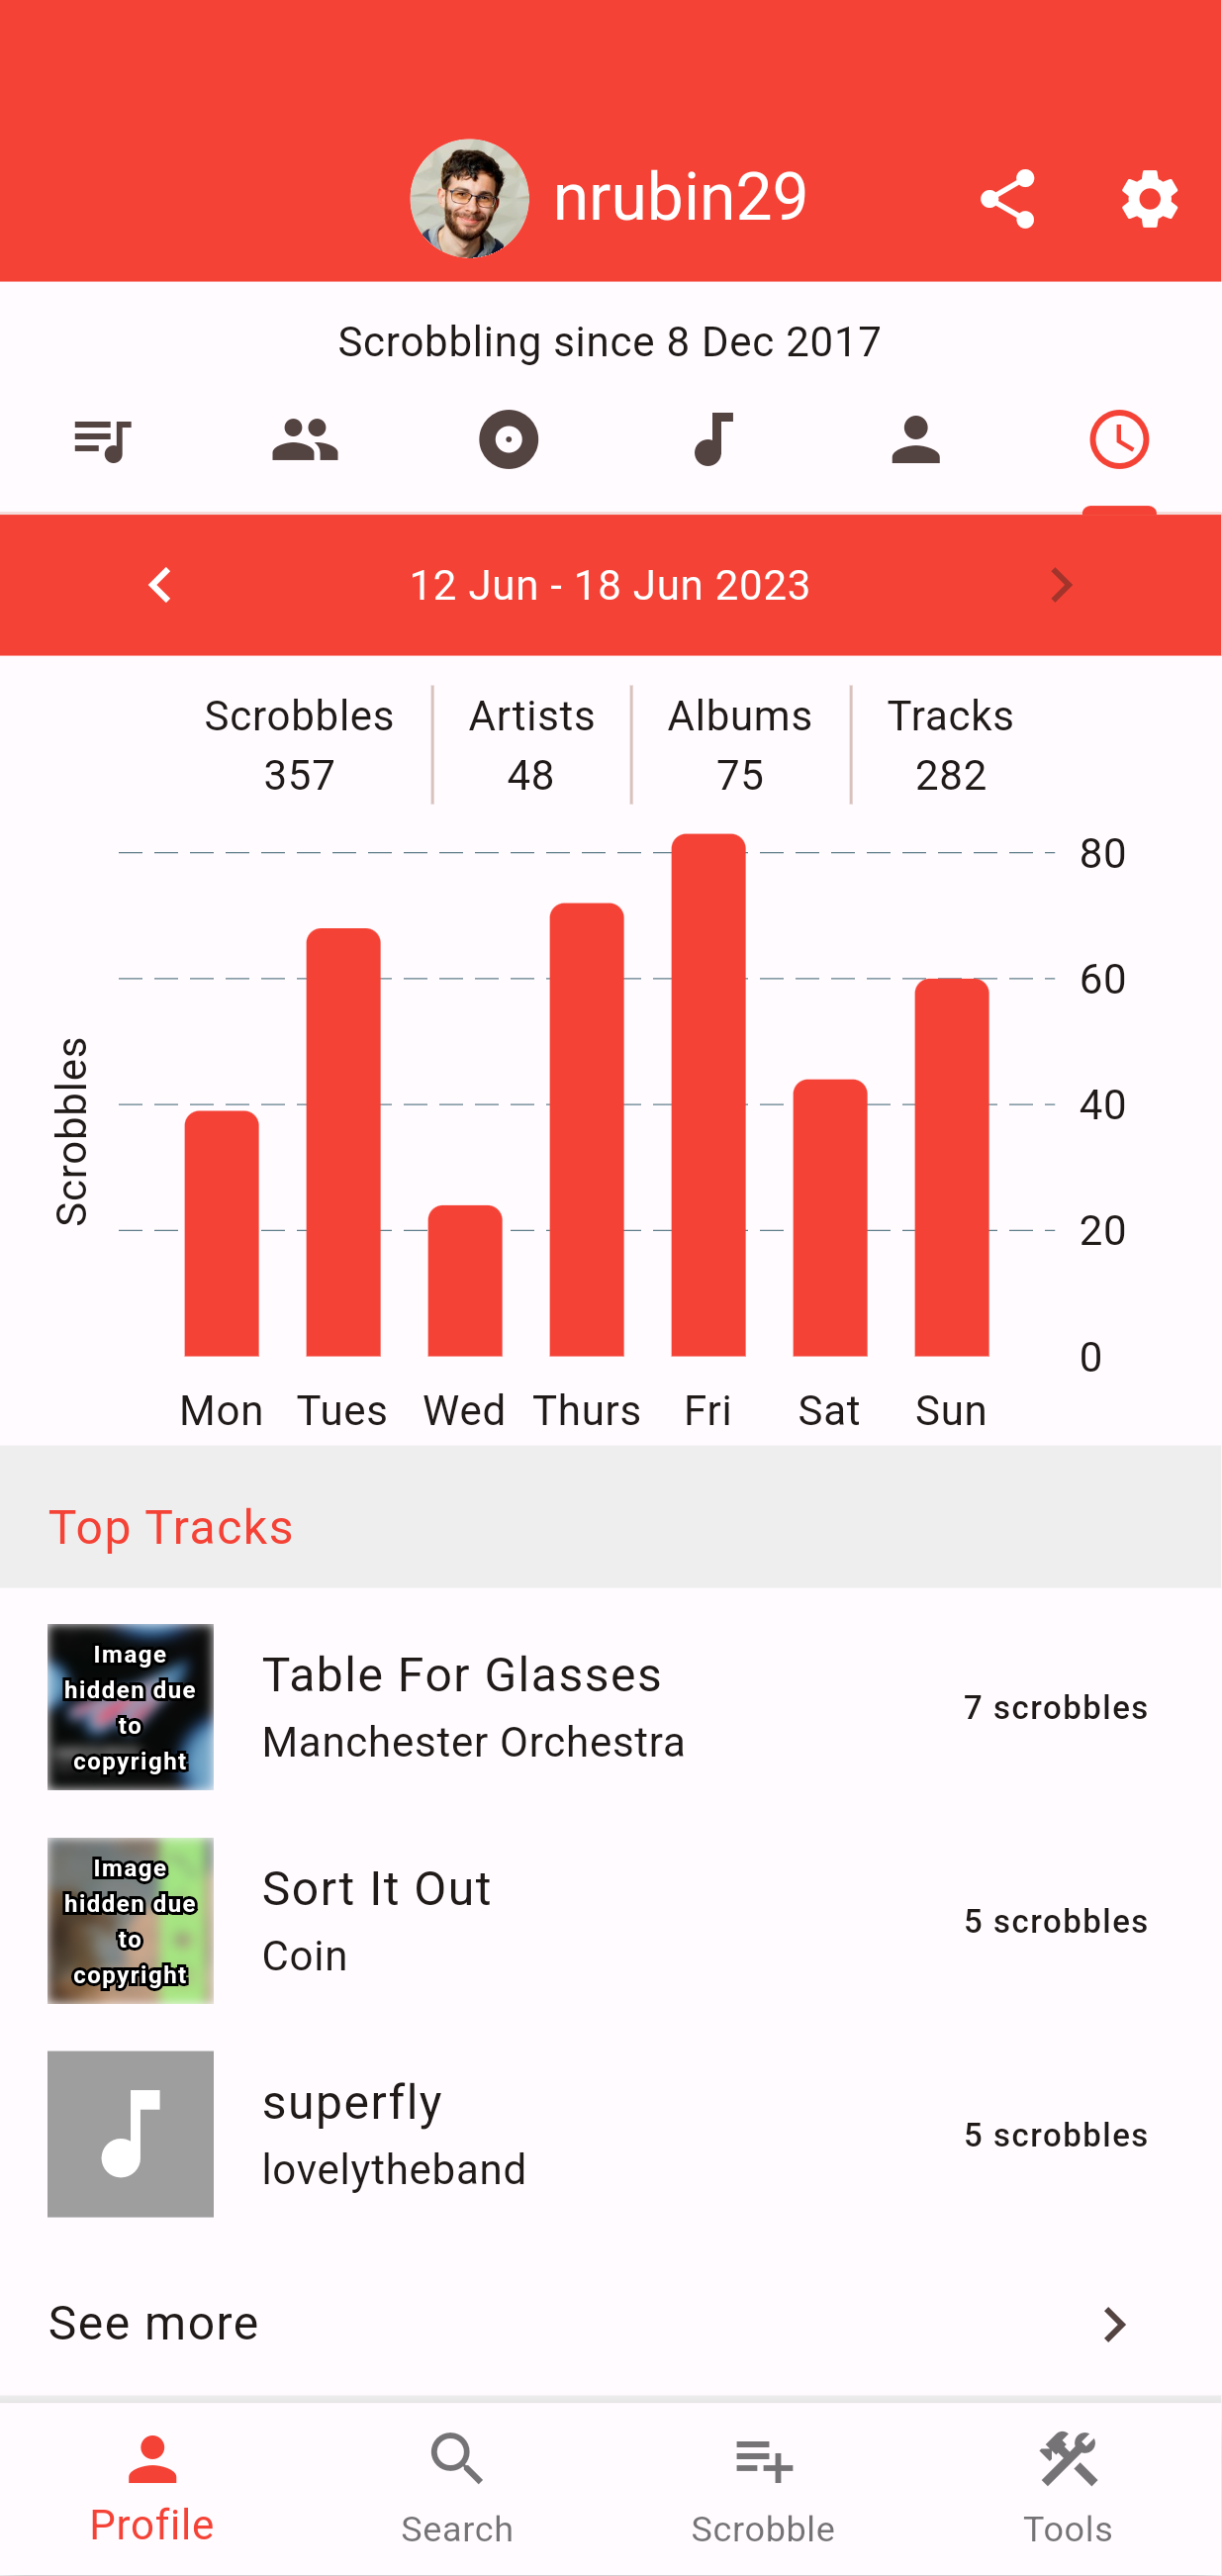 nrubin29
Scrobbling since 8 Dec 2017
12 Jun - 18 Jun 2023
Scrobbles Artists Albums Tracks
357 48 75 282
80
60
40
20
0
Scrobbles
Mon Tues Wed Thurs Fri Sat Sun
Top Tracks
Image
hidden due
to
copyright
Table For Glasses
Manchester Orchestra
7 scrobbles
Image
hidden due
to
copyright
Sort It Out
Coin
5 scrobbles
superfly
lovelytheband
5 scrobbles
See more
Profile Search Scrobble Tools